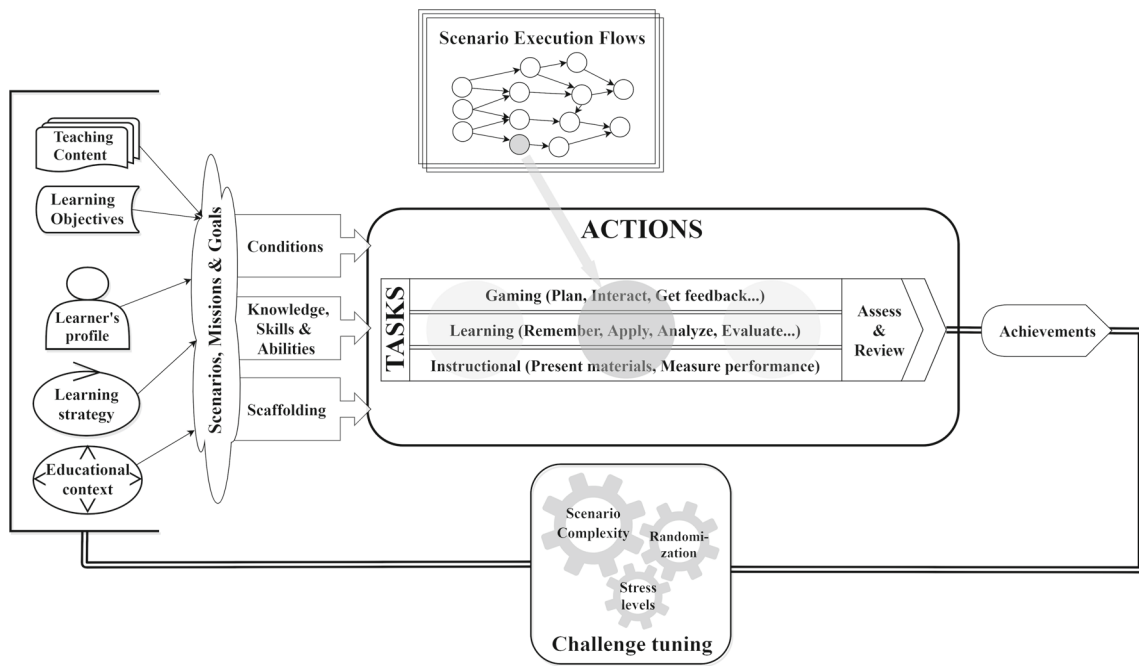 Scenario Execution Flows
Teaching
Content
Learning
Objectives
Learner's
profile
Learning
strategy
Educational
context
Scenarios, Missions & Goals
Conditions
Knowledge,
Skills &
Abilities
Scaffolding
ACTIONS
TASKS
Gaming (Plan, Interact, Get feedback...)
Learning (Remember, Apply, Analyze, Evaluate...)
Instructional (Present materials, Measure performance)
Assess
&
Review
Achievements
Scenario
Complexity
Randomi-
zation
Stress
levels
Challenge tuning